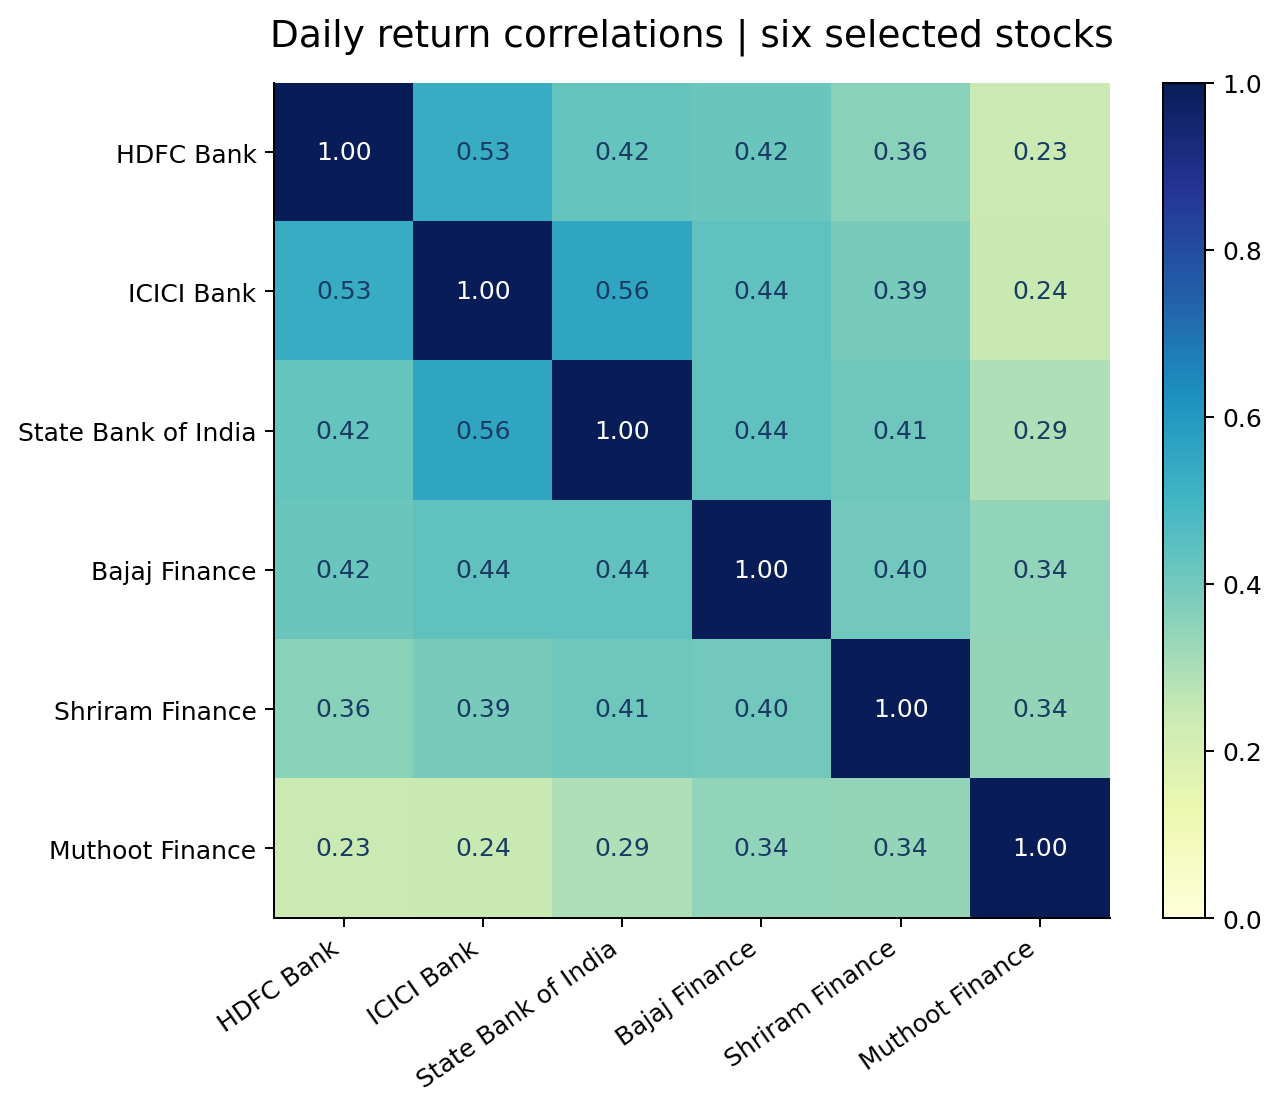 Daily return correlations | six selected stocks
HDFC Bank 1.00 0.53 0.42 0.42 0.36 0.23
ICICI Bank 0.53 1.00 0.56 0.44 0.39 0.24
State Bank of India 0.42 0.56 1.00 0.44 0.41 0.29
Bajaj Finance 0.42 0.44 0.44 1.00 0.40 0.34
Shriram Finance 0.36 0.39 0.41 0.40 1.00 0.34
Muthoot Finance 0.23 0.24 0.29 0.34 0.34 1.00
HDFC Bank
ICICI Bank
State Bank of India
Bajaj Finance
Shriram Finance
Muthoot Finance
1.0
0.8
0.6
0.4
0.2
0.0